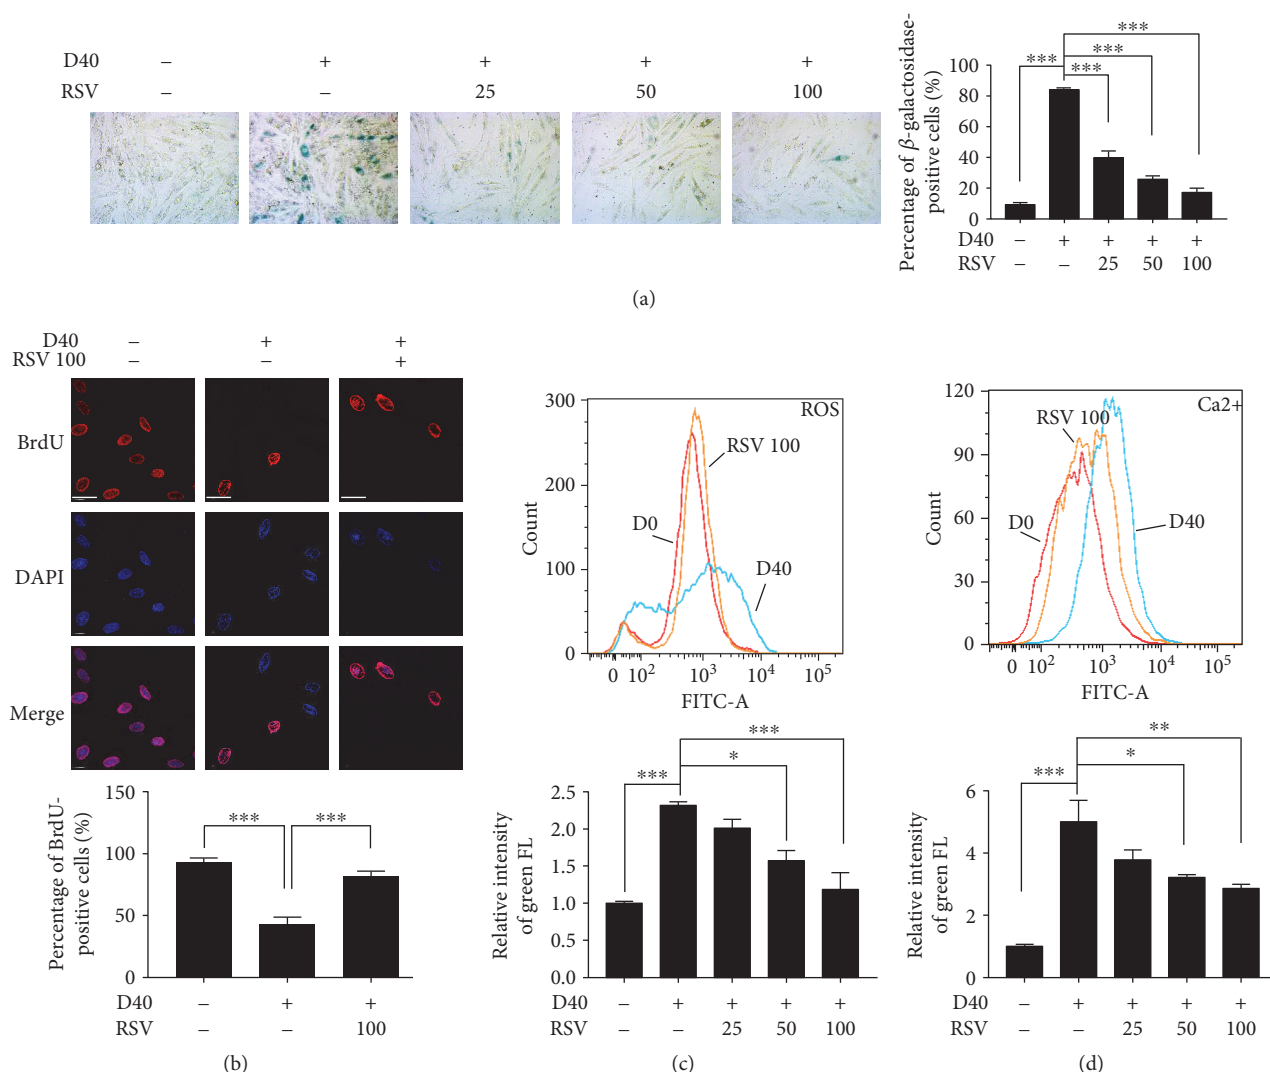 D40 – + + + +
RSV – – 25 50 100
Percentage of β-galactosidase-
positive cells (%)
100
80
60
40
20
0
*** *** *** ***
D40 – + + + +
RSV – – 25 50 100
(a)
D40 – + +
RSV 100 – – +
BrdU
DAPI
Merge
Percentage of BrdU-
positive cells (%)
150
100
50
0
*** ***
D40 – + +
RSV – – 100
(b)
ROS
Count
300
200
100
0
RSV 100
D0
D40
0 10² 10³ 10⁴ 10⁵
FITC-A
Relative intensity
of green FL
2.5
2.0
1.5
1.0
0.5
0.0
*** * ***
D40 – + + + +
RSV – – 25 50 100
(c)
Ca2+
Count
120
90
60
30
0
RSV 100
D0
D40
0 10² 10³ 10⁴ 10⁵
FITC-A
Relative intensity
of green FL
6
4
2
0
*** * **
D40 – + + + +
RSV – – 25 50 100
(d)